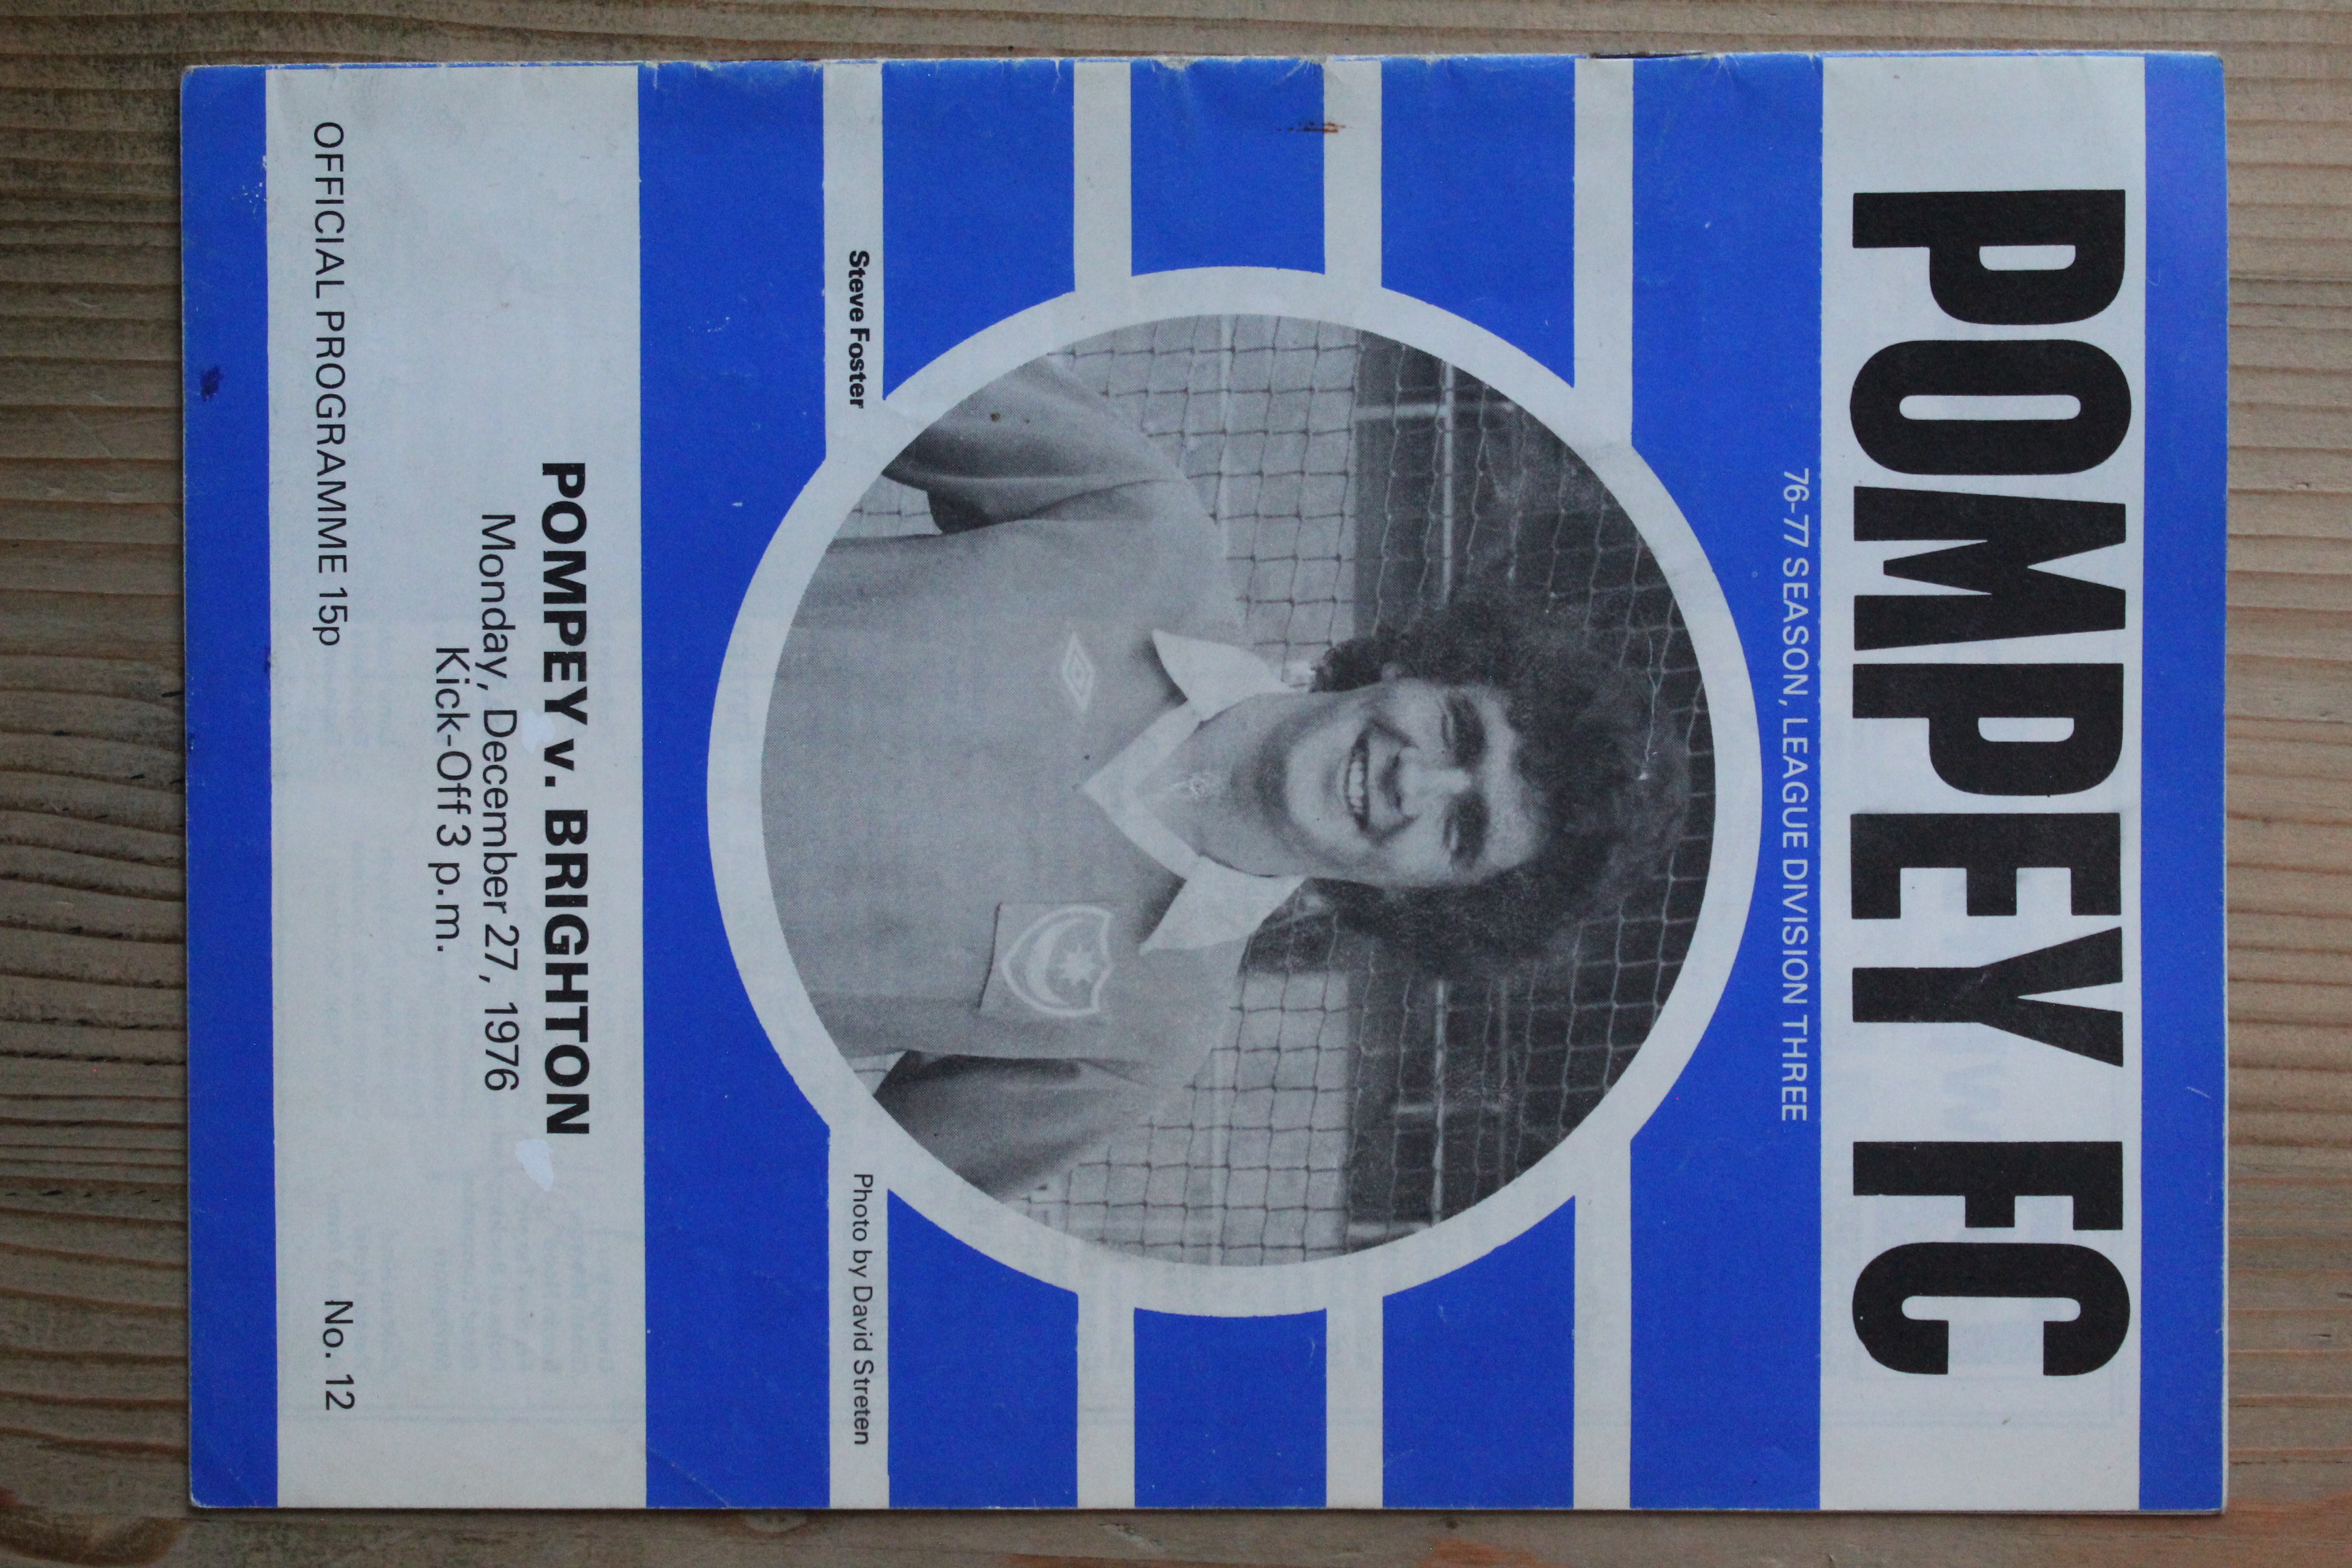 POMPEY FC
76-77 SEASON, LEAGUE DIVISION THREE
Steve Foster
Photo by David Streten
POMPEY v. BRIGHTON
Monday, December 27, 1976
Kick-Off 3 p.m.
OFFICIAL PROGRAMME 15p
No. 12